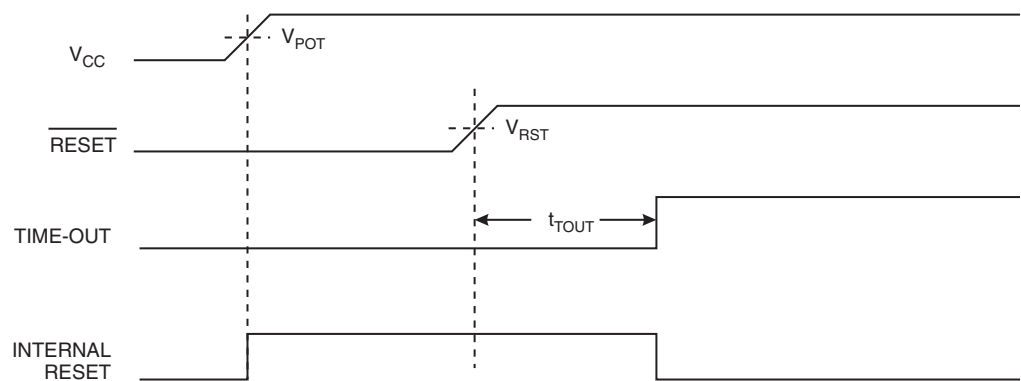 V_CC
V_POT
RESET
V_RST
TIME-OUT
t_TOUT
INTERNAL
RESET